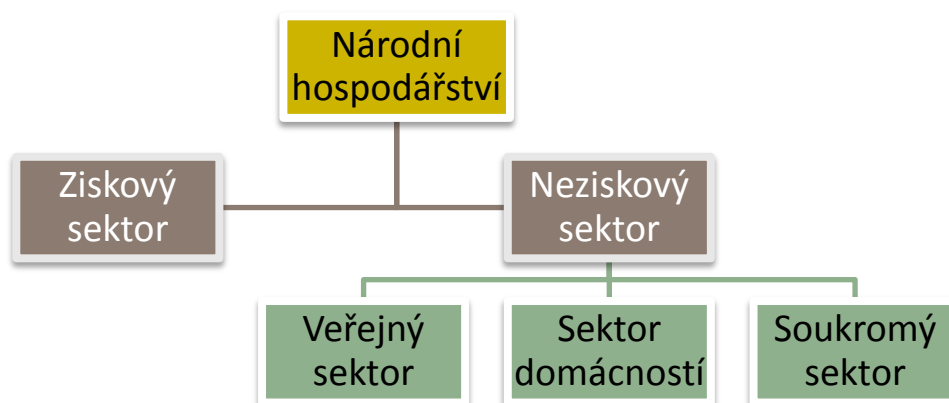 Národní
hospodářství
Ziskový
sektor
Neziskový
sektor
Veřejný
sektor
Sektor
domácností
Soukromý
sektor